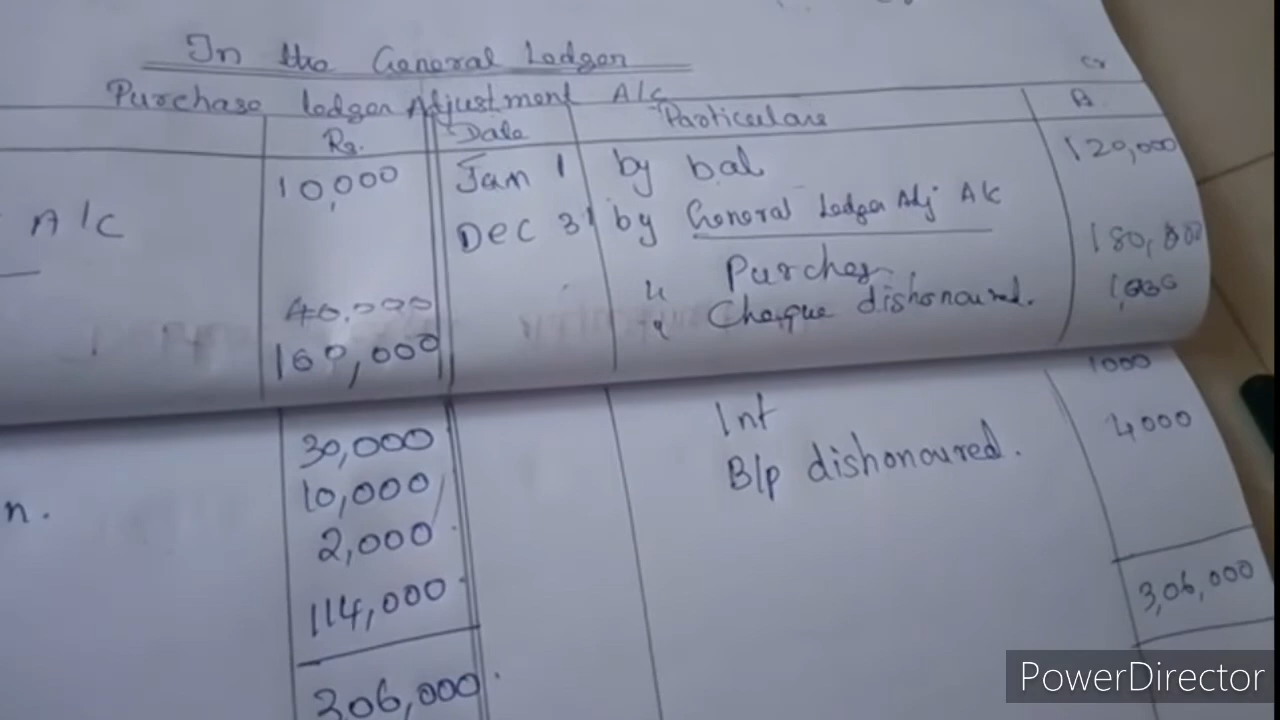 In the General Ledger
Purchase ledger Adjustment A/c
Cr
Rs. Date Particulars Rs
10,000 Jan 1 by bal 120,000
A/C Dec 31 by General Ledger Adj A/C
Purches 180,000
40,000 " Cheque dishonoured. 1,000
160,000
1000
30,000 Int 4000
n. 10,000 B/p dishonoured.
2,000
114,000
306,000 3,06,000
PowerDirector